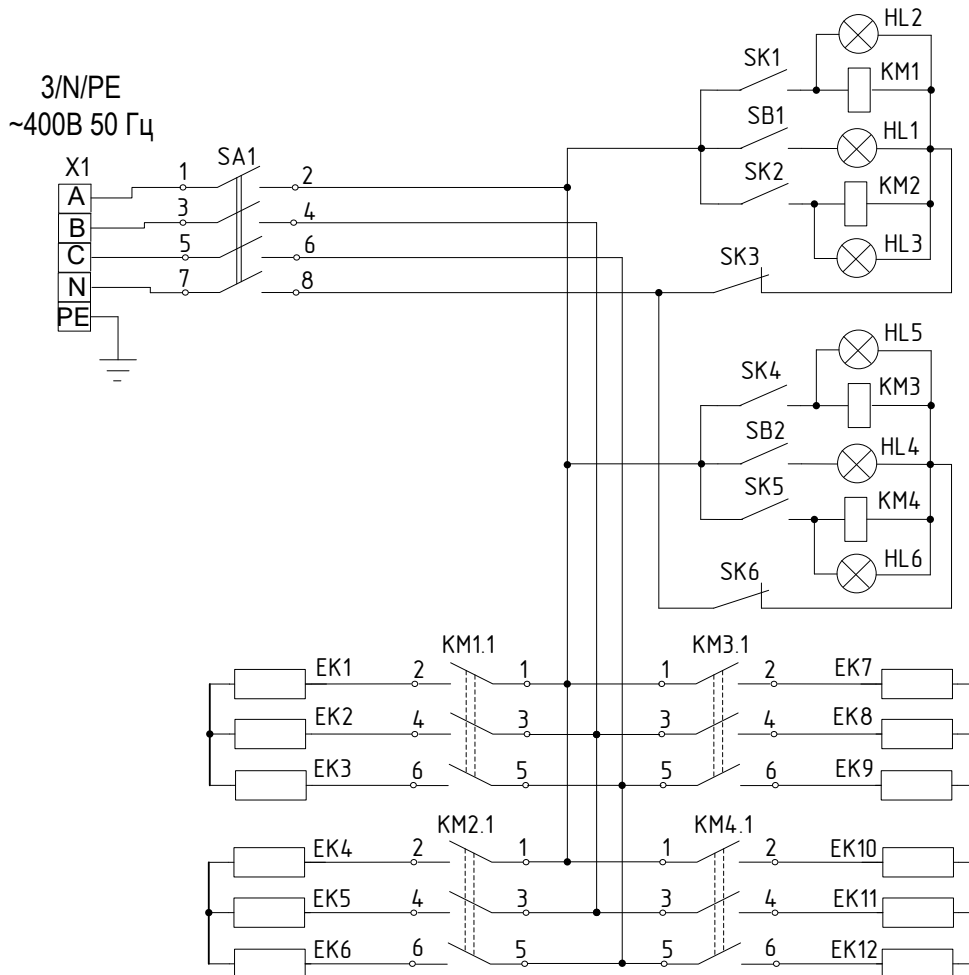 HL2
SK1
KM1
3/N/PE
~400В 50 Гц
SB1
HL1
X1
SA1
1
2
SK2
KM2
A
3
4
B
HL3
5
6
C
SK3
7
8
N
PE
HL5
SK4
KM3
SB2
HL4
SK5
KM4
SK6
HL6
KM1.1
KM3.1
EK1
2
1
1
2
EK7
EK2
4
3
3
4
EK8
EK3
6
5
5
6
EK9
KM2.1
KM4.1
EK4
2
1
1
2
EK10
EK5
4
3
3
4
EK11
EK6
6
5
5
6
EK12